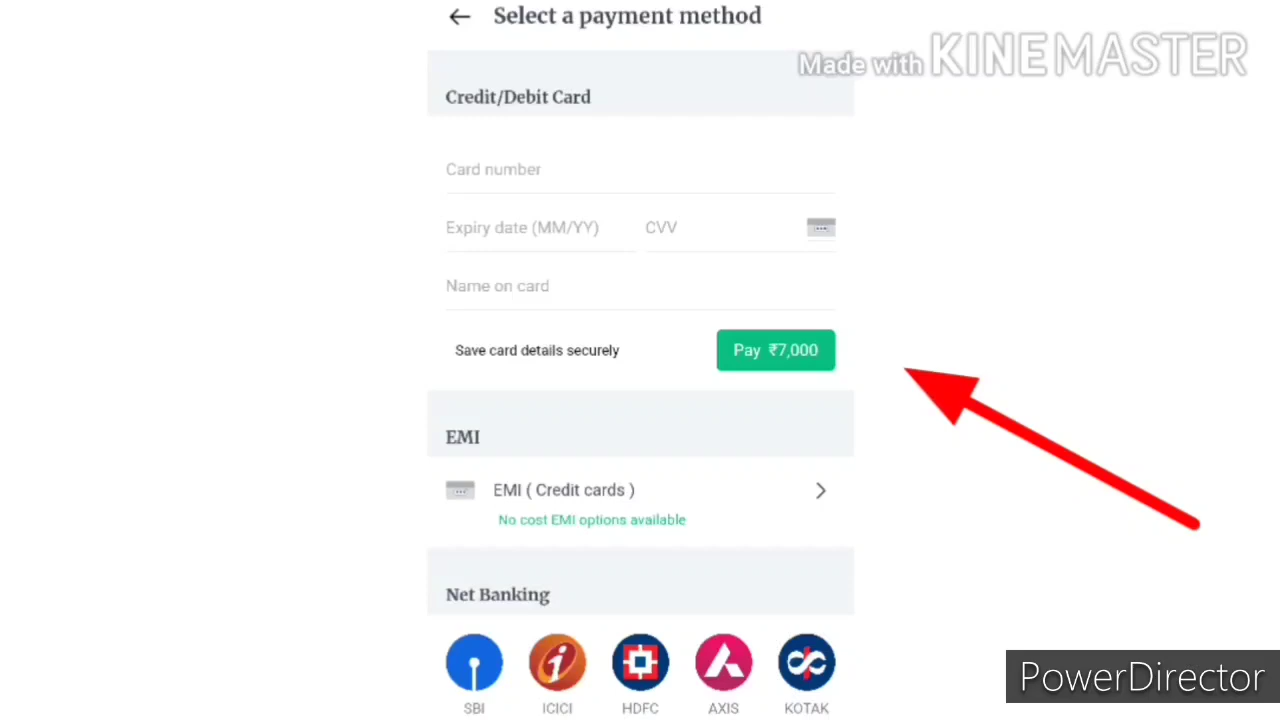 Select a payment method
Made with KINEMASTER
Credit/Debit Card
Card number
Expiry date (MM/YY) CVV
Name on card
Save card details securely Pay ₹7,000
EMI
EMI ( Credit cards )
No cost EMI options available
Net Banking
SBI ICICI HDFC AXIS KOTAK
PowerDirector